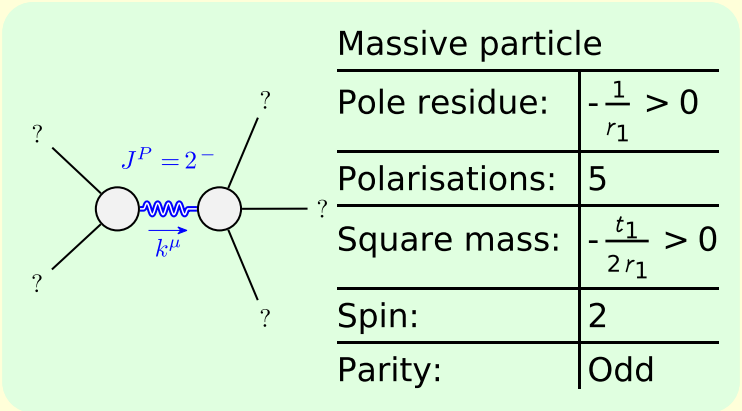 Massive particle
Pole residue: -1/r₁ > 0
Polarisations: 5
Square mass: -t₁/2r₁ > 0
Spin: 2
Parity: Odd
?
?
J^P = 2^-
?
k^μ
?
?